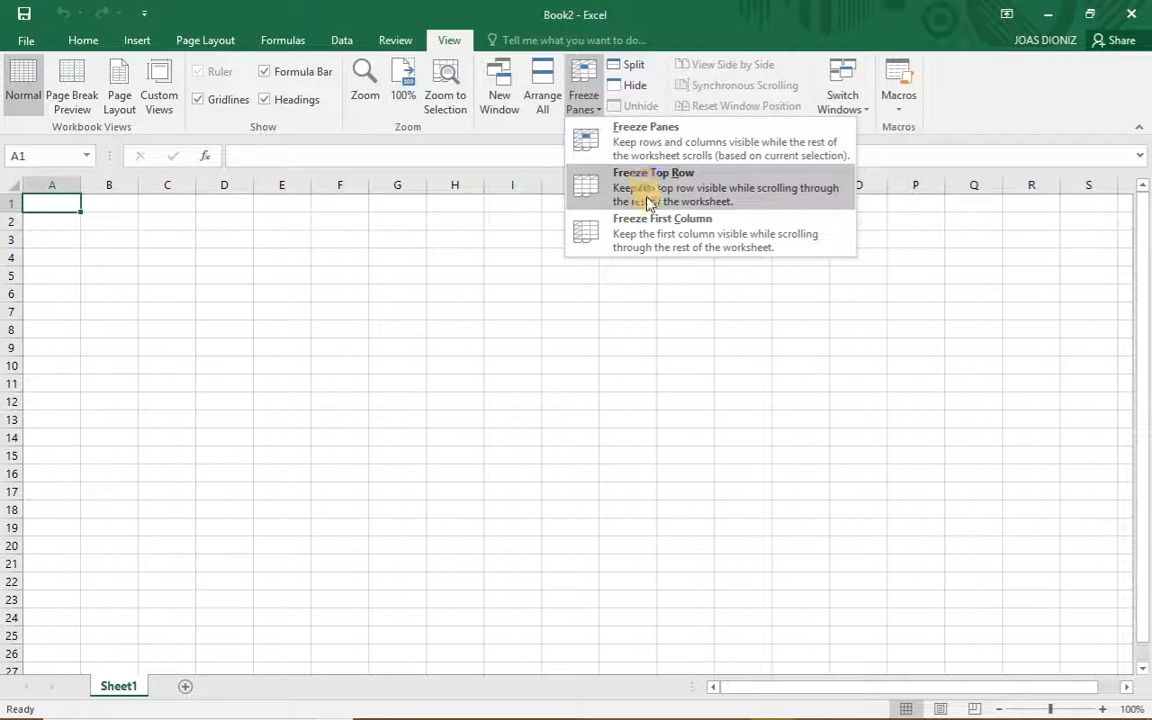 Book2 - Excel
File Home Insert Page Layout Formulas Data Review View Tell me what you want to do... JOAS DIONIZ Share
Normal Page Break Preview Page Layout Custom Views
Workbook Views
Ruler Formula Bar
Gridlines Headings
Show
Zoom 100% Zoom to Selection
Zoom
New Window Arrange All Freeze Panes
Split
Hide
Unhide
View Side by Side
Synchronous Scrolling
Reset Window Position
Switch Windows
Macros
Macros
Freeze Panes
Keep rows and columns visible while the rest of
the worksheet scrolls (based on current selection).
Freeze Top Row
Keep the top row visible while scrolling through
the rest of the worksheet.
Freeze First Column
Keep the first column visible while scrolling
through the rest of the worksheet.
A1 fx
A B C D E F G H I P Q R S
1
2
3
4
5
6
7
8
9
10
11
12
13
14
15
16
17
18
19
20
21
22
23
24
25
26
27
Sheet1
Ready 100%